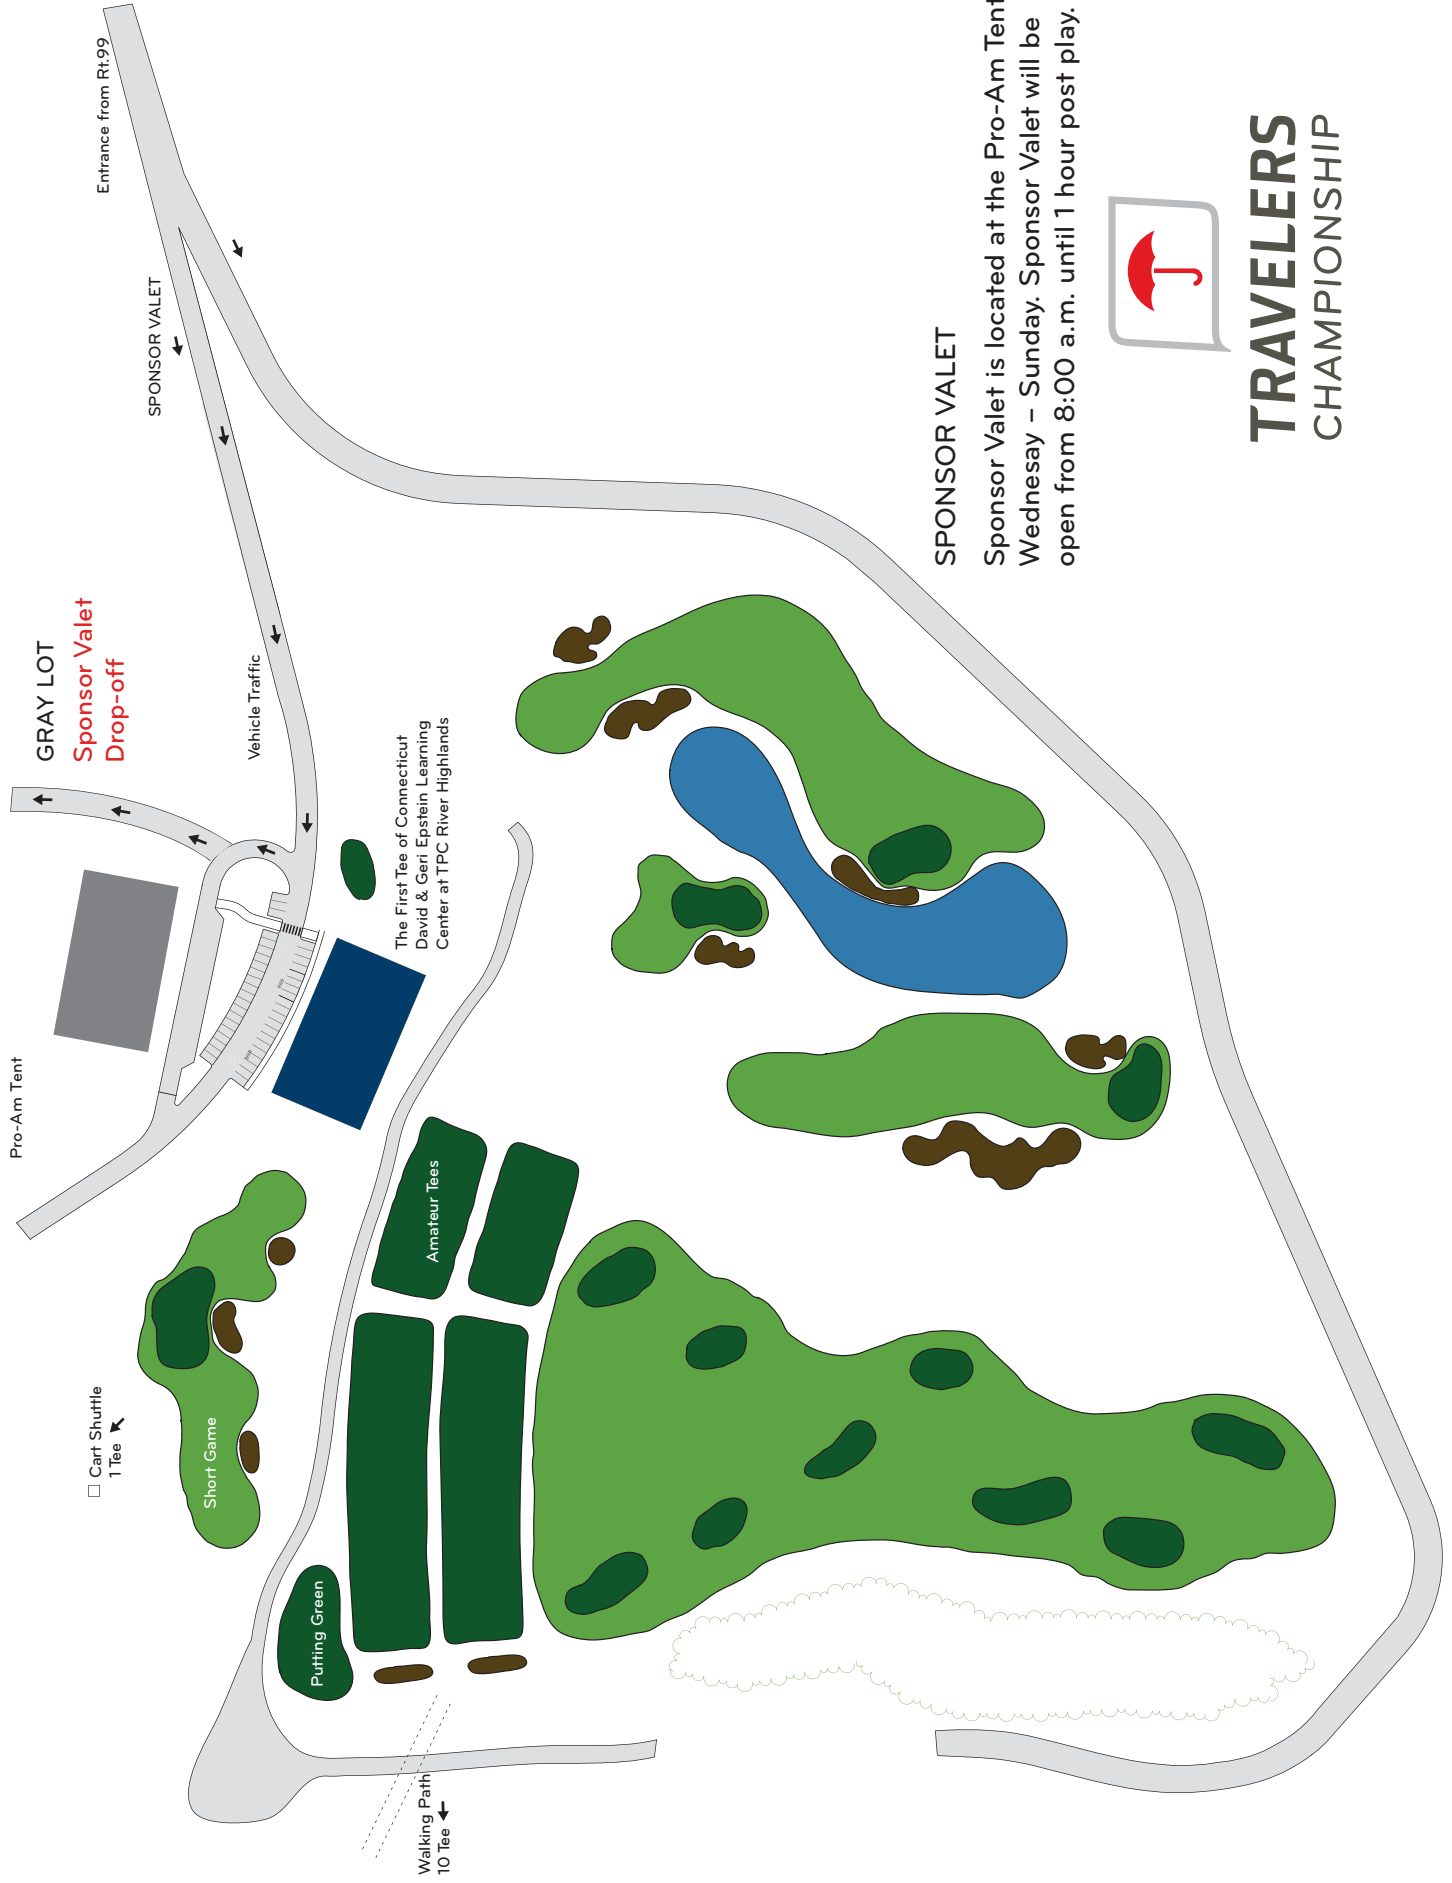 Pro-Am Tent
GRAY LOT
Sponsor Valet
Drop-off
Entrance from Rt.99
SPONSOR VALET
Vehicle Traffic
The First Tee of Connecticut
David & Geri Epstein Learning
Center at TPC River Highlands
Cart Shuttle
1 Tee
Short Game
Putting Green
Amateur Tees
Walking Path
10 Tee
SPONSOR VALET
Sponsor Valet is located at the Pro-Am Tent
Wednesay – Sunday. Sponsor Valet will be
open from 8:00 a.m. until 1 hour post play.
TRAVELERS
CHAMPIONSHIP